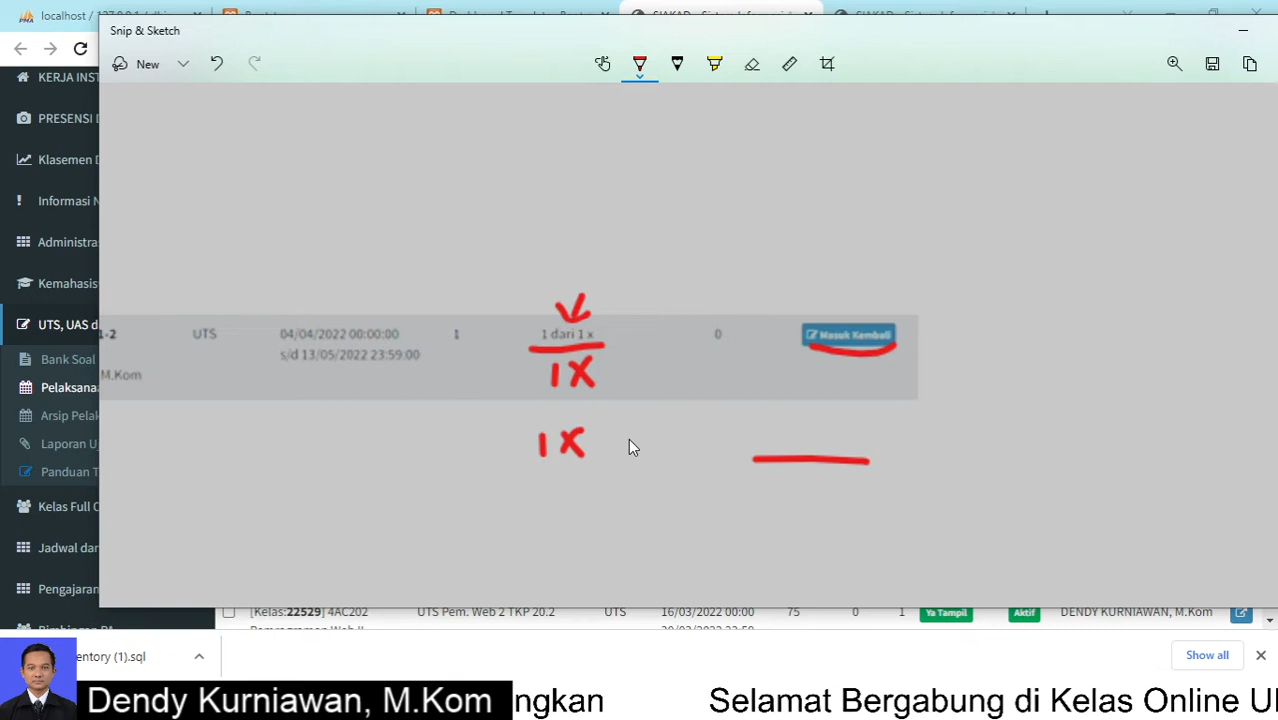 localhost / 127.0.0.1 /
Snip & Sketch
New
KERJA INST
PRESENSI D
Klasemen D
Informasi N
Administras
Kemahasis
UTS, UAS d
Bank Soal
Pelaksana
Arsip Pelak
Laporan Uj
Panduan T
Kelas Full O
Jadwal dan
Pengajaran
1-2 UTS 04/04/2022 00:00:00 1 1 dari 1 x 0 Masuk Kembali
s/d 13/05/2022 23:59:00
M.Kom
1X
1X
[Kelas:22529] 4AC202 UTS Pem. Web 2 TKP 20.2 UTS 16/03/2022 00:00 75 0 1 Ya Tampil Aktif DENDY KURNIAWAN, M.Kom
entory (1).sql
Show all
Dendy Kurniawan, M.Kom
ngkan Selamat Bergabung di Kelas Online U